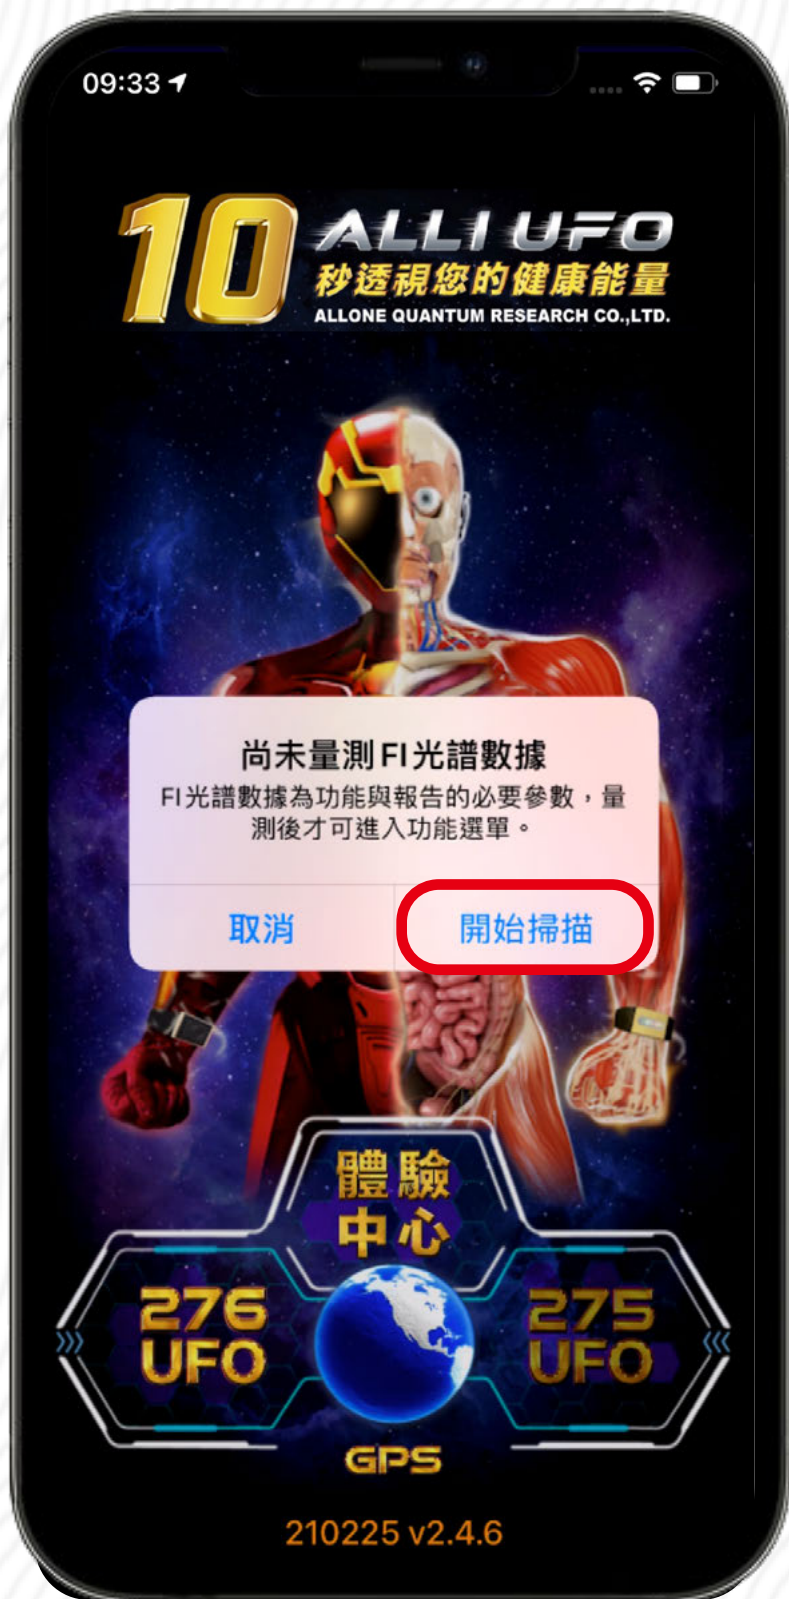 09:33
10
ALLI UFO
秒透視您的健康能量
ALLONE QUANTUM RESEARCH CO.,LTD.
尚未量測FI光譜數據
FI光譜數據為功能與報告的必要參數，量
測後才可進入功能選單。
取消
開始掃描
體驗
中心
276
UFO
275
UFO
GPS
210225 v2.4.6